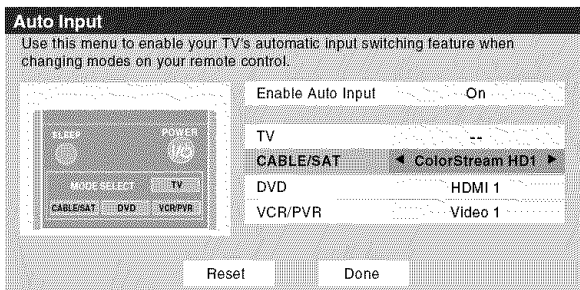 Auto Input
Use this menu to enable your TV's automatic input switching feature when
changing modes on your remote control.
Enable Auto Input On
SLEEP POWER
I/O
MODE SELECT TV
CABLE/SAT DVD VCR/PVR
TV --
CABLE/SAT ◄ ColorStream HD1 ►
DVD HDMI 1
VCR/PVR Video 1
Reset Done